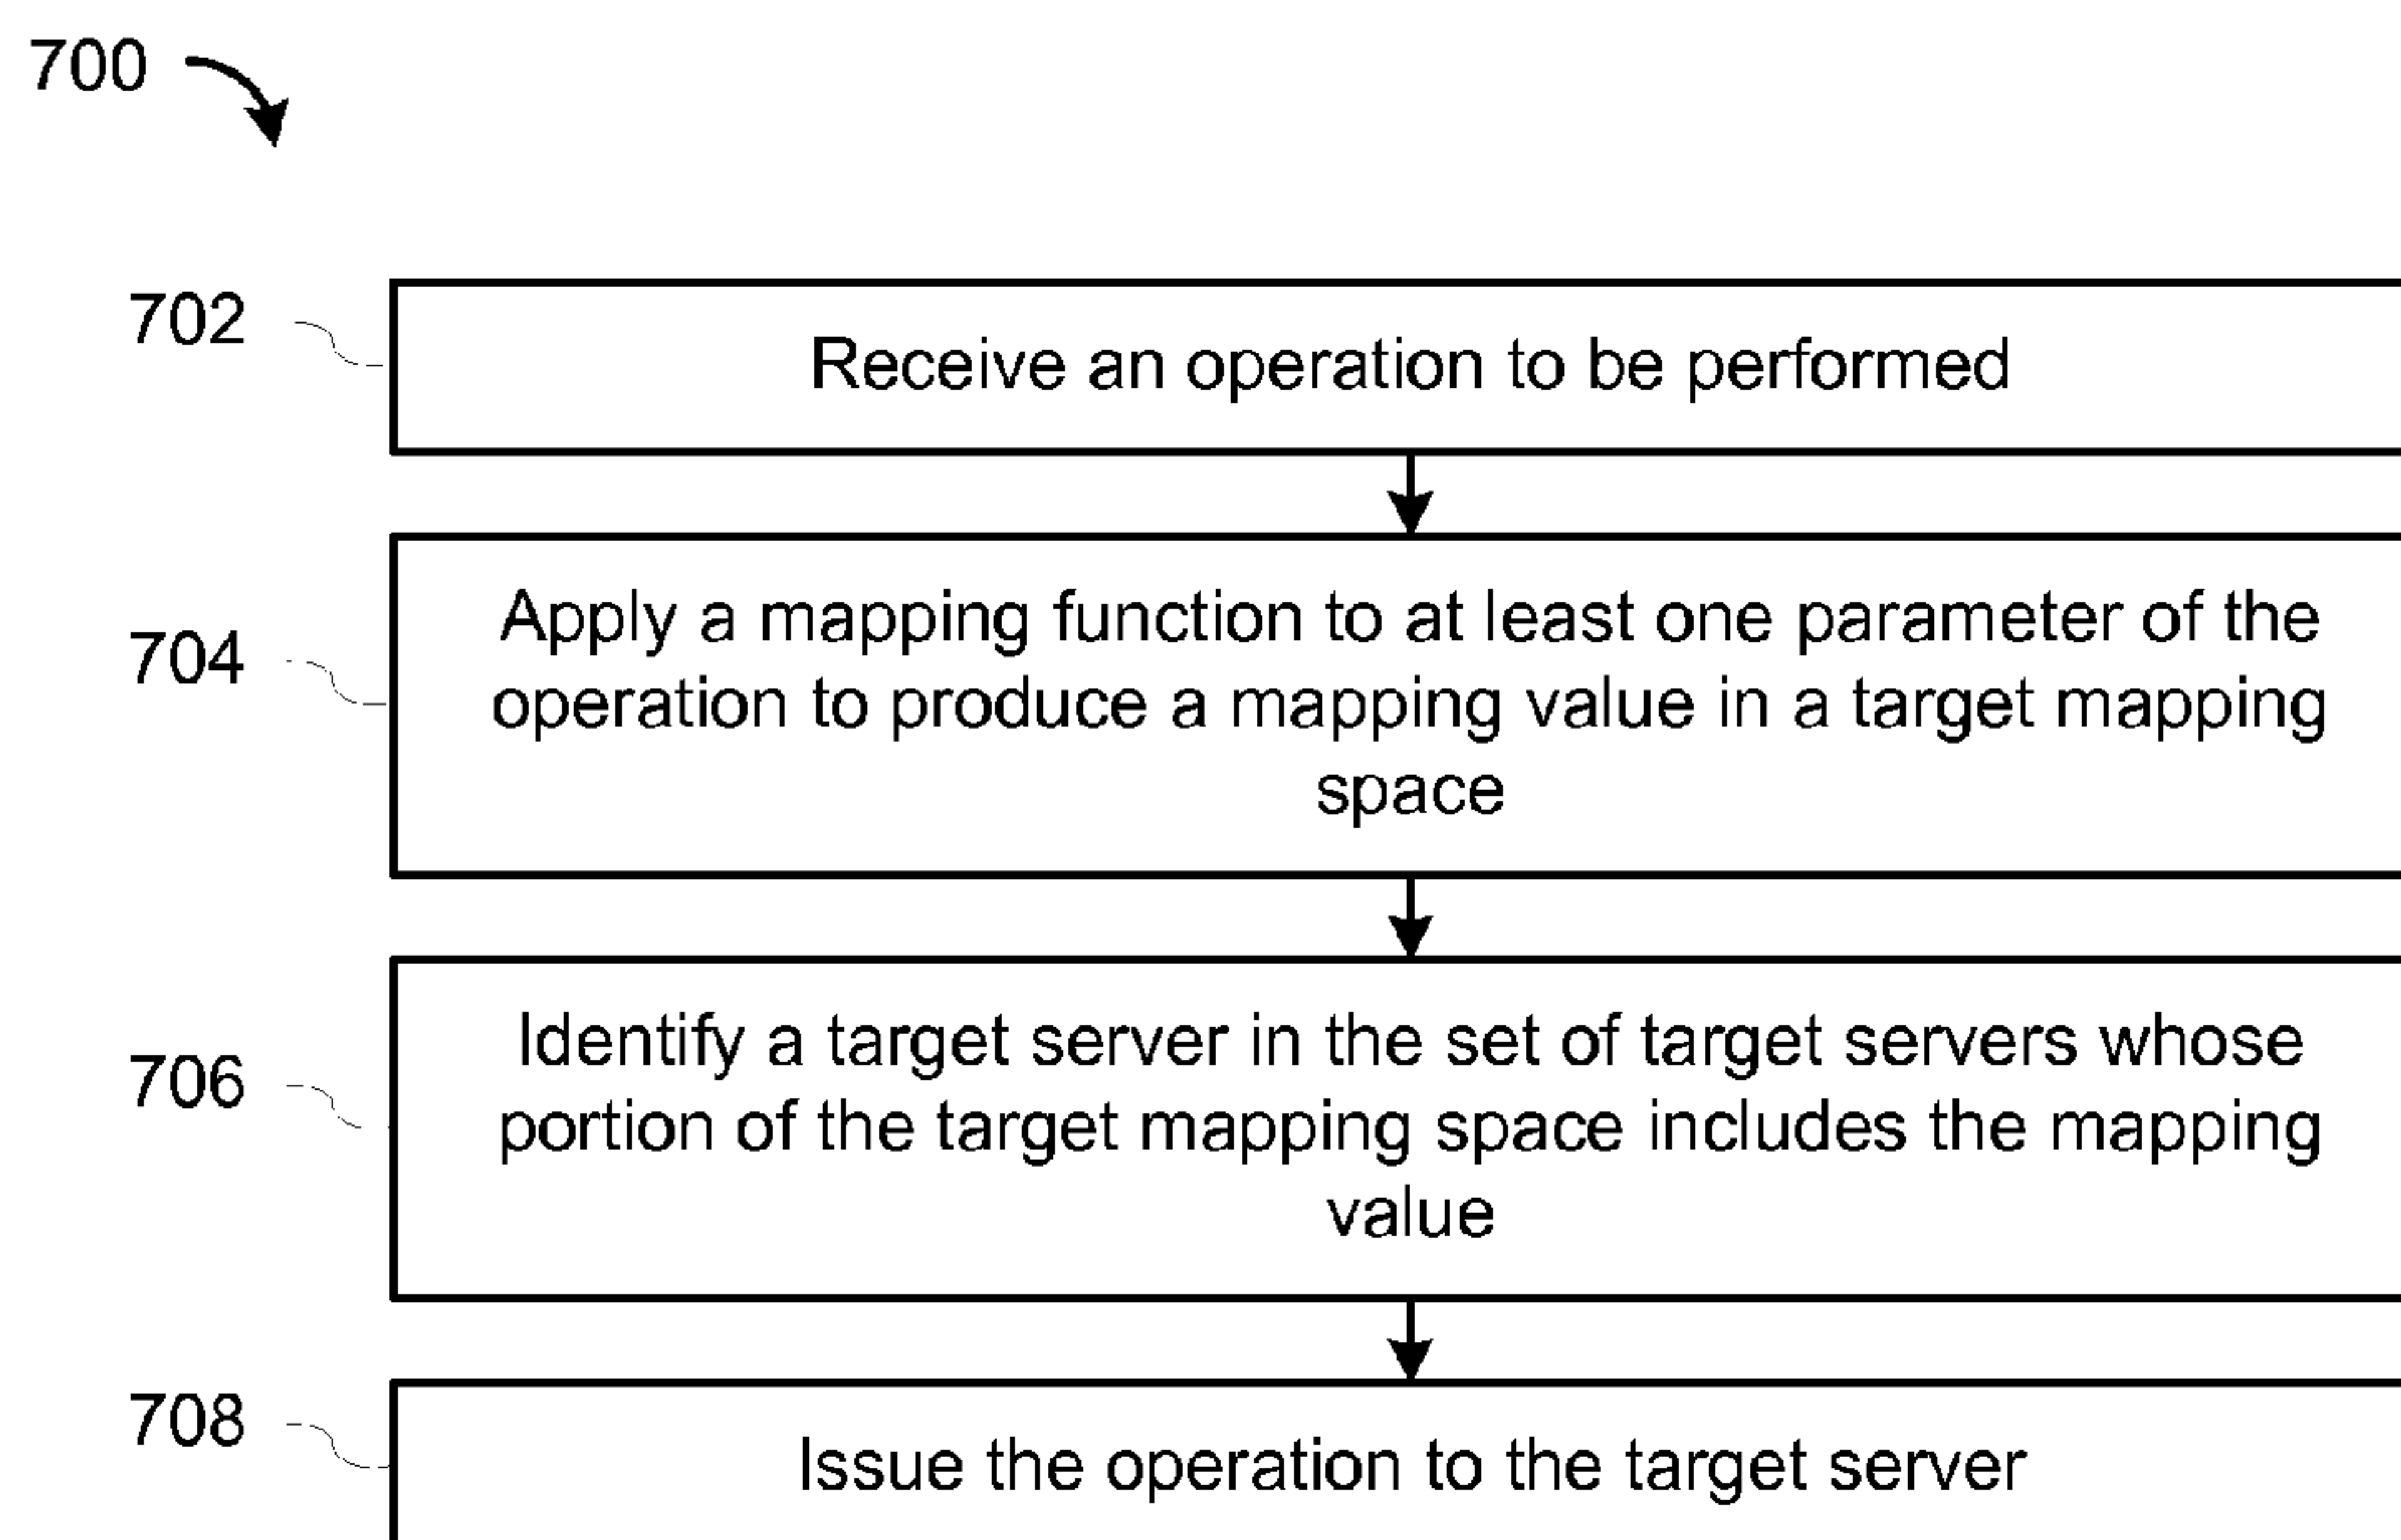 700
702
Receive an operation to be performed
704
Apply a mapping function to at least one parameter of the
operation to produce a mapping value in a target mapping
space
706
Identify a target server in the set of target servers whose
portion of the target mapping space includes the mapping
value
708
Issue the operation to the target server